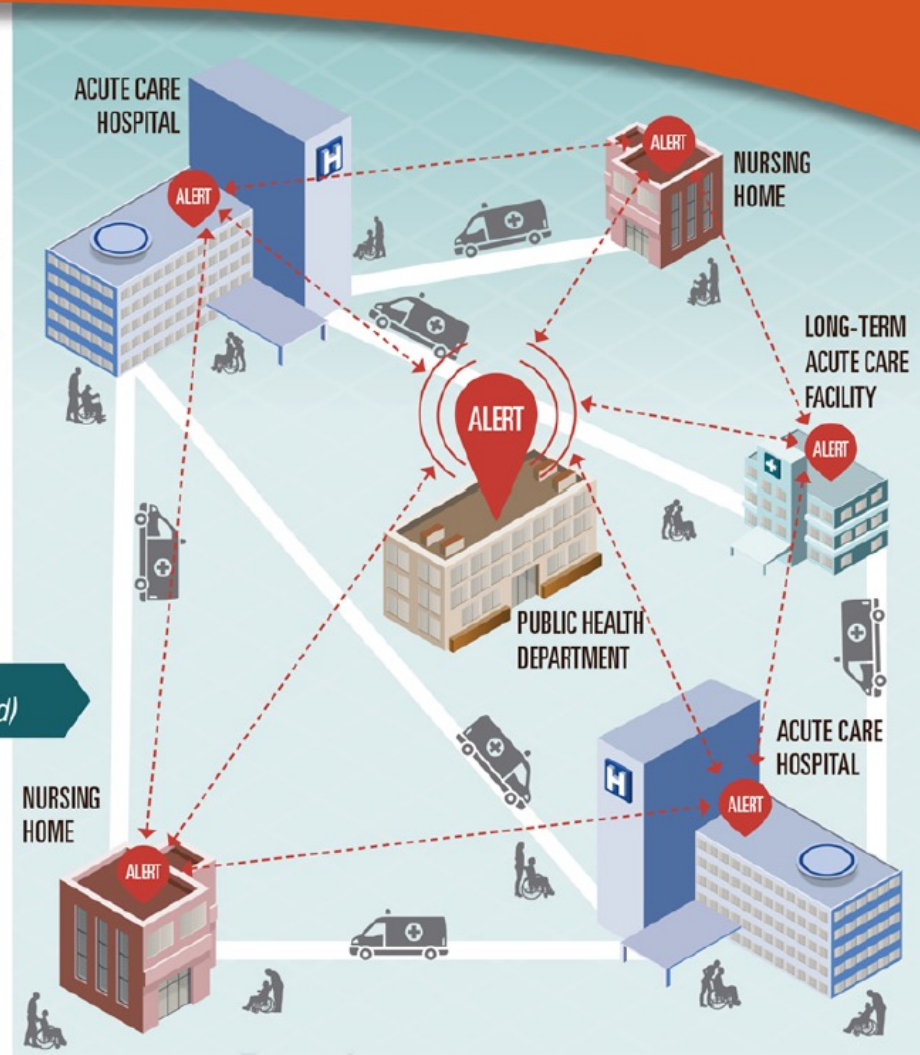 ACUTE CARE
HOSPITAL
H
ALERT
ALERT
NURSING
HOME
LONG-TERM
ACUTE CARE
FACILITY
ALERT
ALERT
PUBLIC HEALTH
DEPARTMENT
d)
ACUTE CARE
HOSPITAL
H
ALERT
NURSING
HOME
ALERT